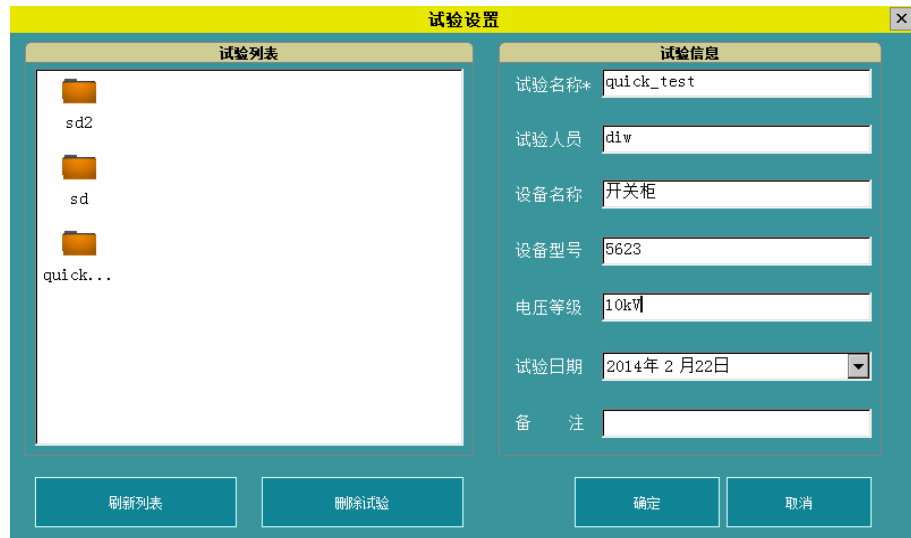 试验设置
试验列表
sd2
sd
quick...
试验信息
试验名称* quick_test
试验人员 diw
设备名称 开关柜
设备型号 5623
电压等级 10kV
试验日期 2014年 2 月22日
备 注
刷新列表 删除试验 确定 取消